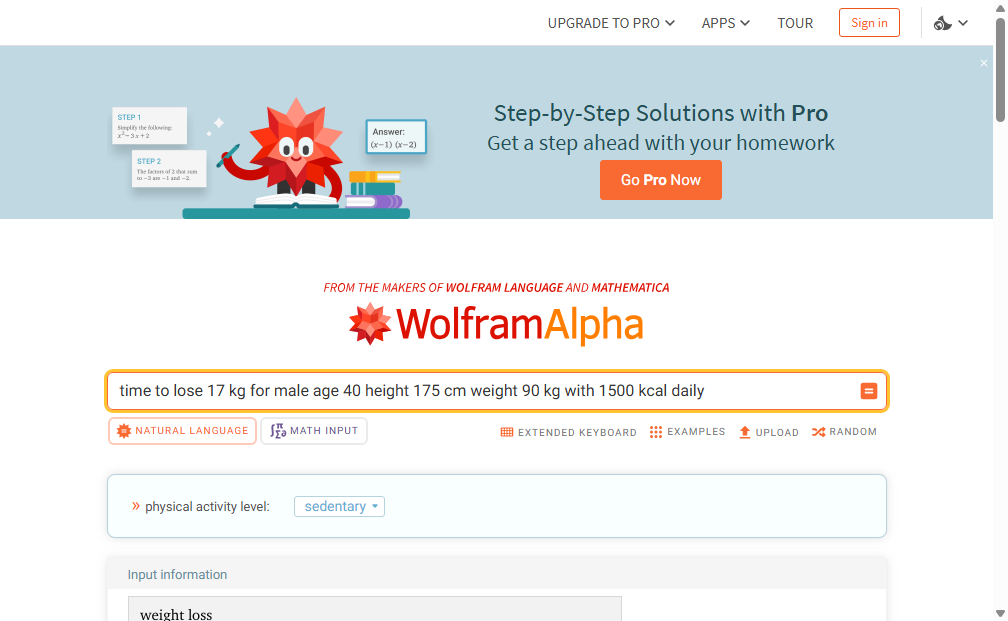 UPGRADE TO PRO APPS TOUR Sign in
STEP 1
Simplify the following:
x² − 3 x + 2
STEP 2
The factors of 2 that sum
to −3 are −1 and −2.
Answer:
(x−1) (x−2)
Step-by-Step Solutions with Pro
Get a step ahead with your homework
Go Pro Now
FROM THE MAKERS OF WOLFRAM LANGUAGE AND MATHEMATICA
WolframAlpha
time to lose 17 kg for male age 40 height 175 cm weight 90 kg with 1500 kcal daily
NATURAL LANGUAGE MATH INPUT EXTENDED KEYBOARD EXAMPLES UPLOAD RANDOM
» physical activity level: sedentary
Input information
weight loss